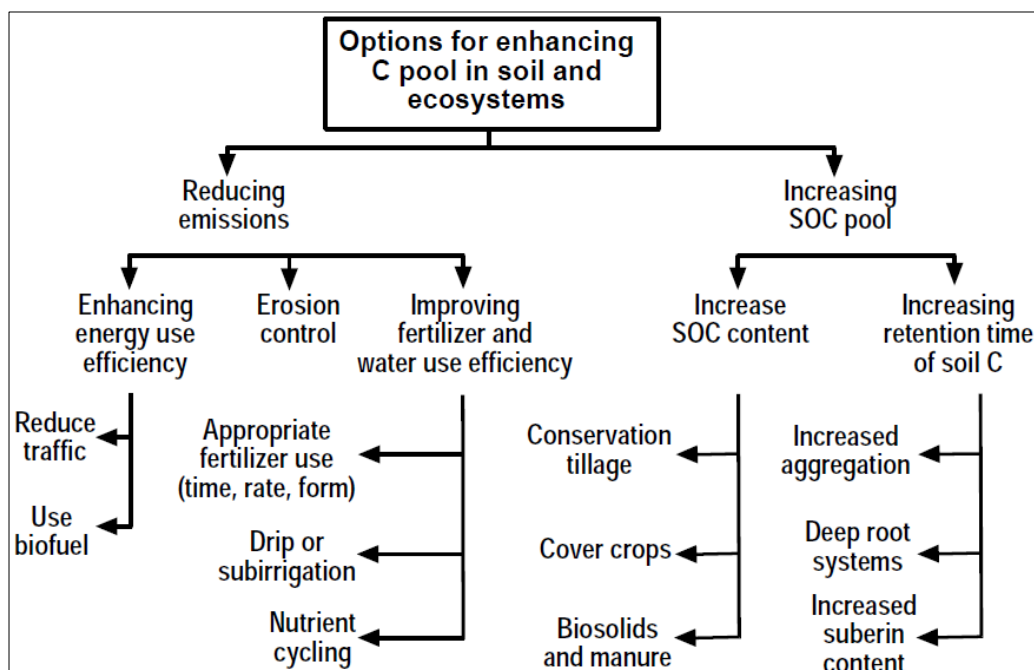 Options for enhancing
C pool in soil and
ecosystems
Reducing
emissions
Increasing
SOC pool
Enhancing
energy use
efficiency
Erosion
control
Improving
fertilizer and
water use efficiency
Increase
SOC content
Increasing
retention time
of soil C
Reduce
traffic
Use
biofuel
Appropriate
fertilizer use
(time, rate, form)
Drip or
subirrigation
Nutrient
cycling
Conservation
tillage
Cover crops
Biosolids
and manure
Increased
aggregation
Deep root
systems
Increased
suberin
content